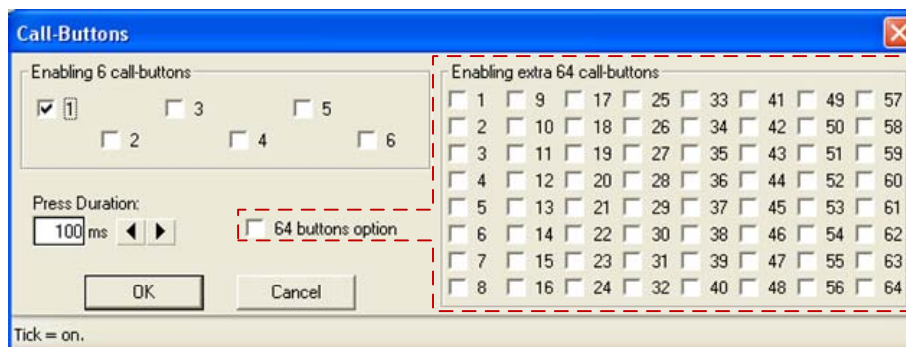 Call-Buttons
Enabling 6 call-buttons
1 3 5
2 4 6
Press Duration:
100 ms
64 buttons option
OK Cancel
Enabling extra 64 call-buttons
1 9 17 25 33 41 49 57
2 10 18 26 34 42 50 58
3 11 19 27 35 43 51 59
4 12 20 28 36 44 52 60
5 13 21 29 37 45 53 61
6 14 22 30 38 46 54 62
7 15 23 31 39 47 55 63
8 16 24 32 40 48 56 64
Tick = on.